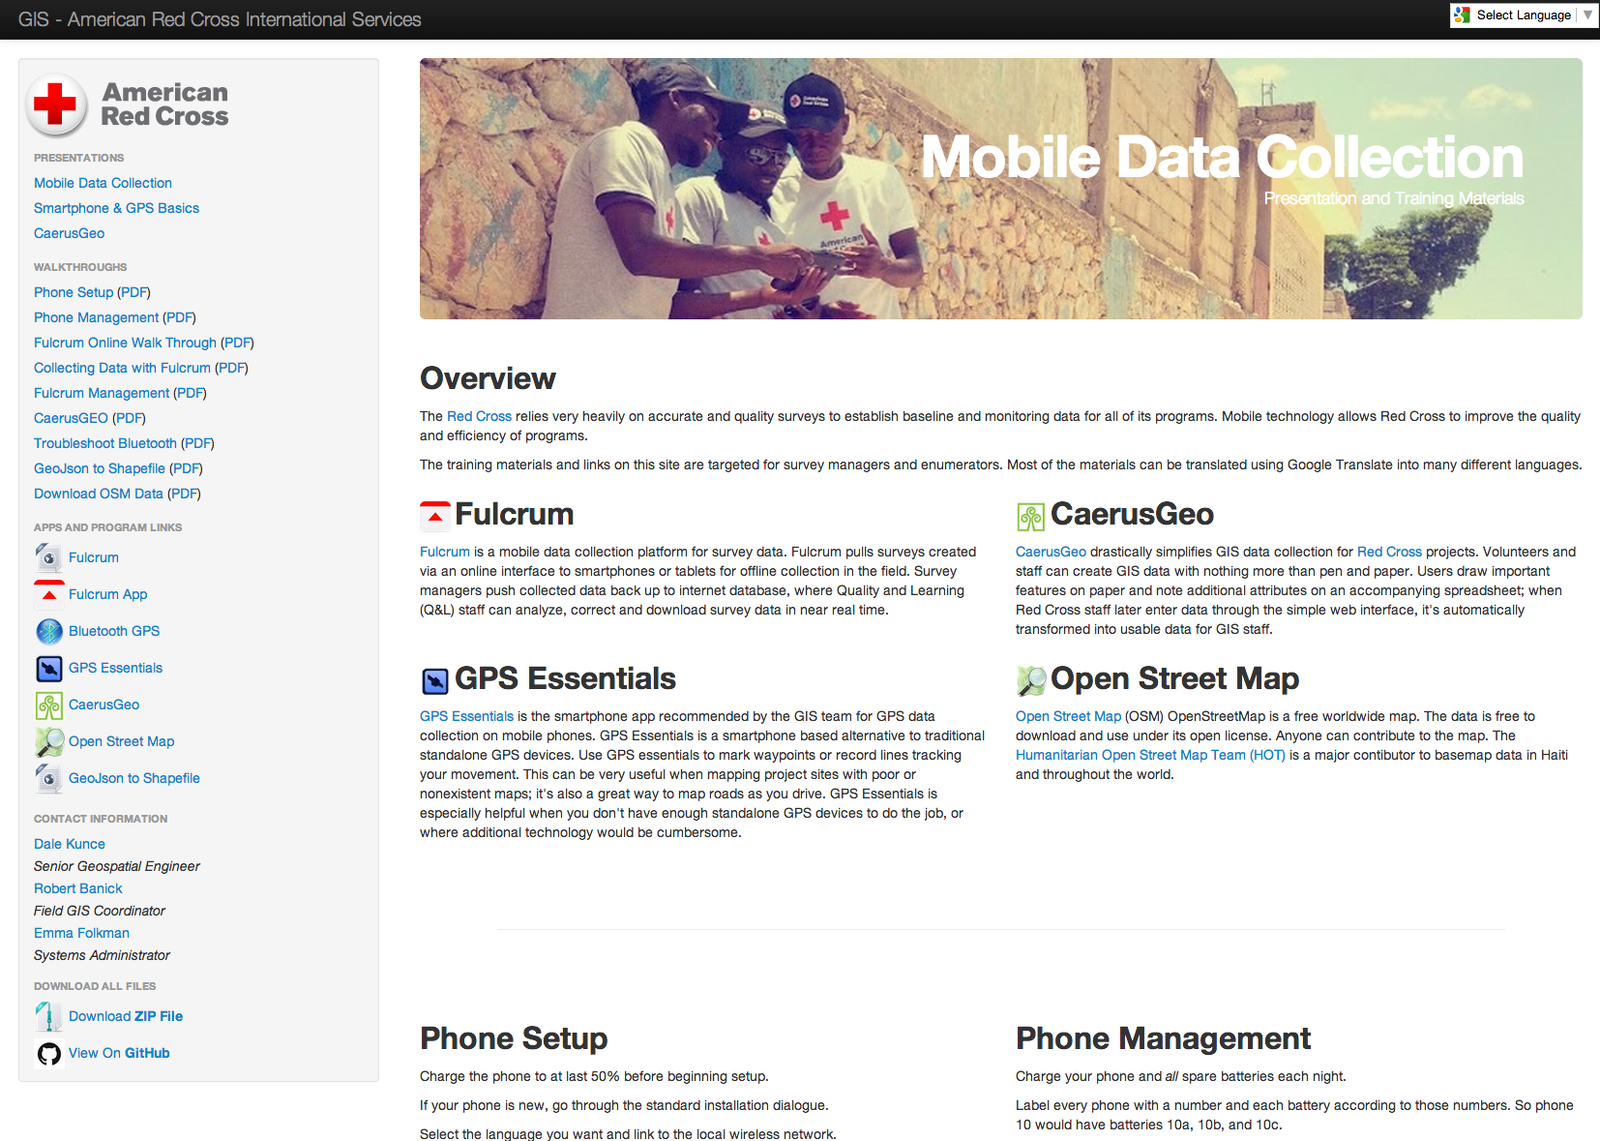 GIS - American Red Cross International Services
Select Language
American
Red Cross
PRESENTATIONS
Mobile Data Collection
Smartphone & GPS Basics
CaerusGeo
WALKTHROUGHS
Phone Setup (PDF)
Phone Management (PDF)
Fulcrum Online Walk Through (PDF)
Collecting Data with Fulcrum (PDF)
Fulcrum Management (PDF)
CaerusGEO (PDF)
Troubleshoot Bluetooth (PDF)
GeoJson to Shapefile (PDF)
Download OSM Data (PDF)
APPS AND PROGRAM LINKS
Fulcrum
Fulcrum App
Bluetooth GPS
GPS Essentials
CaerusGeo
Open Street Map
GeoJson to Shapefile
CONTACT INFORMATION
Dale Kunce
Senior Geospatial Engineer
Robert Banick
Field GIS Coordinator
Emma Folkman
Systems Administrator
DOWNLOAD ALL FILES
Download ZIP File
View On GitHub
Mobile Data Collection
Presentation and Training Materials
American
Overview
The Red Cross relies very heavily on accurate and quality surveys to establish baseline and monitoring data for all of its programs. Mobile technology allows Red Cross to improve the quality
and efficiency of programs.
The training materials and links on this site are targeted for survey managers and enumerators. Most of the materials can be translated using Google Translate into many different languages.
Fulcrum
Fulcrum is a mobile data collection platform for survey data. Fulcrum pulls surveys created
via an online interface to smartphones or tablets for offline collection in the field. Survey
managers push collected data back up to internet database, where Quality and Learning
(Q&L) staff can analyze, correct and download survey data in near real time.
CaerusGeo
CaerusGeo drastically simplifies GIS data collection for Red Cross projects. Volunteers and
staff can create GIS data with nothing more than pen and paper. Users draw important
features on paper and note additional attributes on an accompanying spreadsheet; when
Red Cross staff later enter data through the simple web interface, it's automatically
transformed into usable data for GIS staff.
GPS Essentials
GPS Essentials is the smartphone app recommended by the GIS team for GPS data
collection on mobile phones. GPS Essentials is a smartphone based alternative to traditional
standalone GPS devices. Use GPS essentials to mark waypoints or record lines tracking
your movement. This can be very useful when mapping project sites with poor or
nonexistent maps; it's also a great way to map roads as you drive. GPS Essentials is
especially helpful when you don't have enough standalone GPS devices to do the job, or
where additional technology would be cumbersome.
Open Street Map
Open Street Map (OSM) OpenStreetMap is a free worldwide map. The data is free to
download and use under its open license. Anyone can contribute to the map. The
Humanitarian Open Street Map Team (HOT) is a major contibutor to basemap data in Haiti
and throughout the world.
Phone Setup
Charge the phone to at last 50% before beginning setup.
If your phone is new, go through the standard installation dialogue.
Select the language you want and link to the local wireless network.
Phone Management
Charge your phone and all spare batteries each night.
Label every phone with a number and each battery according to those numbers. So phone
10 would have batteries 10a, 10b, and 10c.